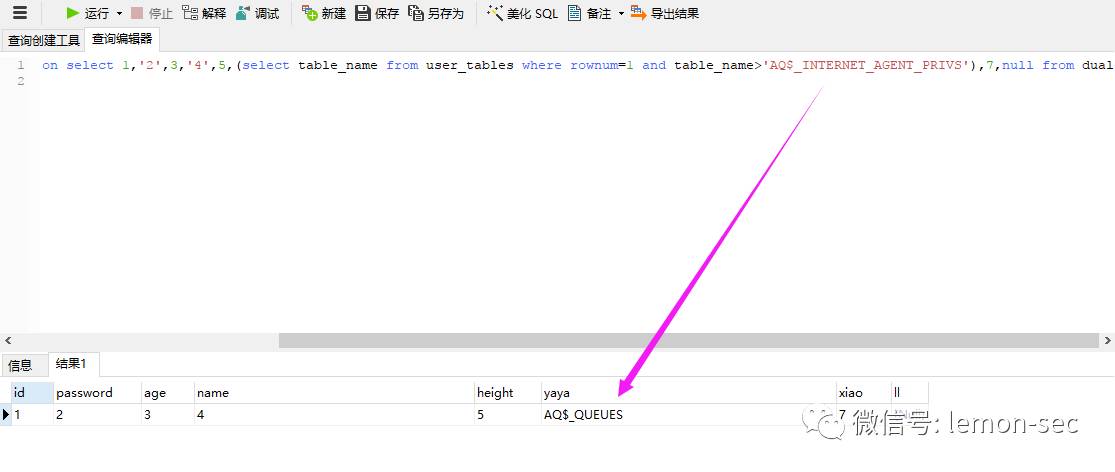 运行 停止 解释 调试 新建 保存 另存为 美化 SQL 备注 导出结果
查询创建工具 查询编辑器
1 on select 1,'2',3,'4',5,(select table_name from user_tables where rownum=1 and table_name>'AQ$_INTERNET_AGENT_PRIVS'),7,null from dual
2
信息 结果1
id password age name height yaya xiao ll
1 2 3 4 5 AQ$_QUEUES 7
微信号: lemon-sec